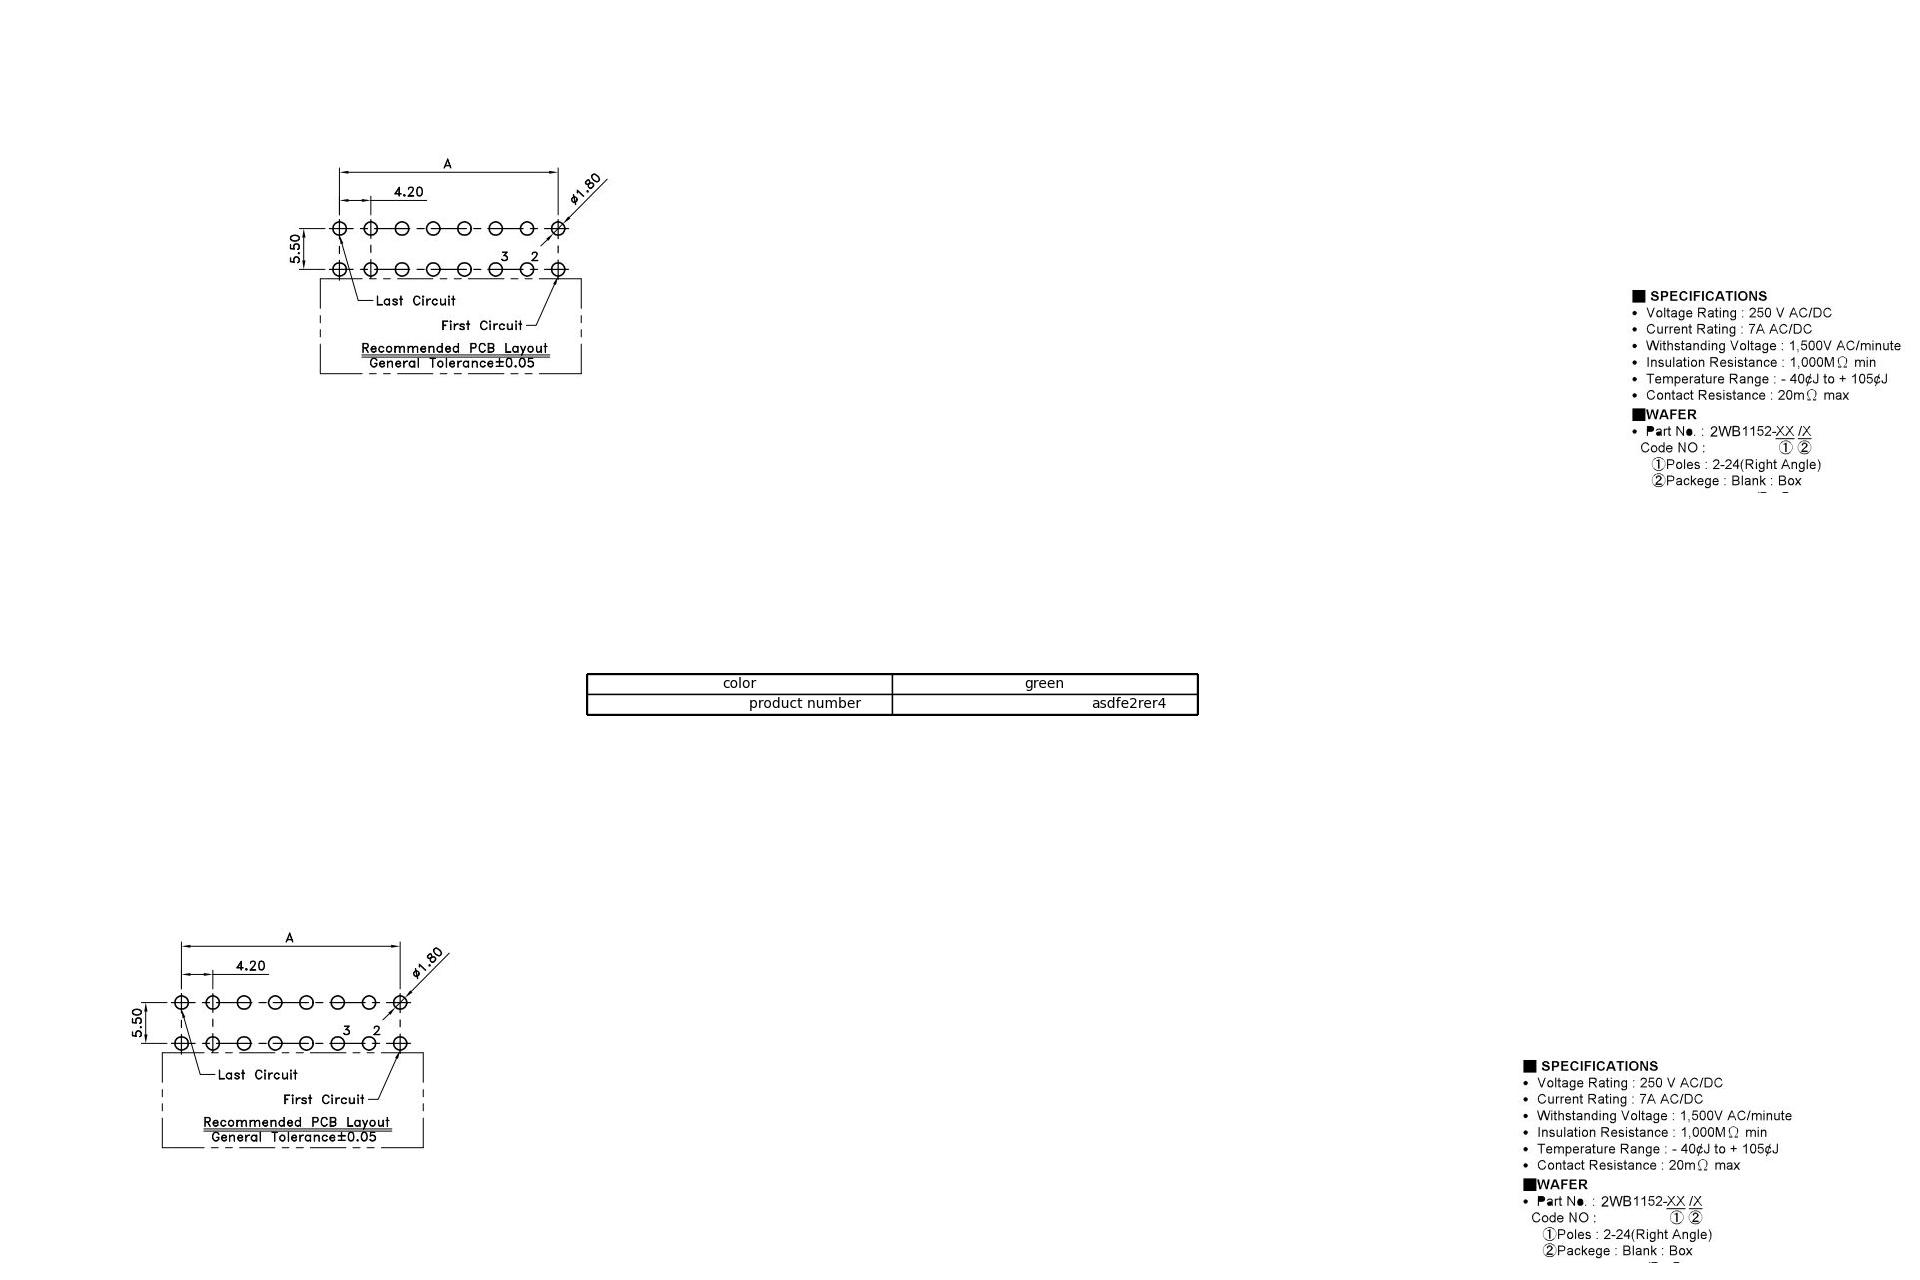 A
4.20
ø1.80
5.50
3 2
Last Circuit
First Circuit
Recommended PCB Layout
General Tolerance±0.05
■ SPECIFICATIONS
• Voltage Rating : 250 V AC/DC
• Current Rating : 7A AC/DC
• Withstanding Voltage : 1,500V AC/minute
• Insulation Resistance : 1,000MΩ min
• Temperature Range : - 40¢J to + 105¢J
• Contact Resistance : 20mΩ max
■WAFER
• Part No. : 2WB1152-XX /X
Code NO : ① ②
①Poles : 2-24(Right Angle)
②Packege : Blank : Box
color green
product number asdfe2rer4
A
4.20
ø1.80
5.50
3 2
Last Circuit
First Circuit
Recommended PCB Layout
General Tolerance±0.05
■ SPECIFICATIONS
• Voltage Rating : 250 V AC/DC
• Current Rating : 7A AC/DC
• Withstanding Voltage : 1,500V AC/minute
• Insulation Resistance : 1,000MΩ min
• Temperature Range : - 40¢J to + 105¢J
• Contact Resistance : 20mΩ max
■WAFER
• Part No. : 2WB1152-XX /X
Code NO : ① ②
①Poles : 2-24(Right Angle)
②Packege : Blank : Box